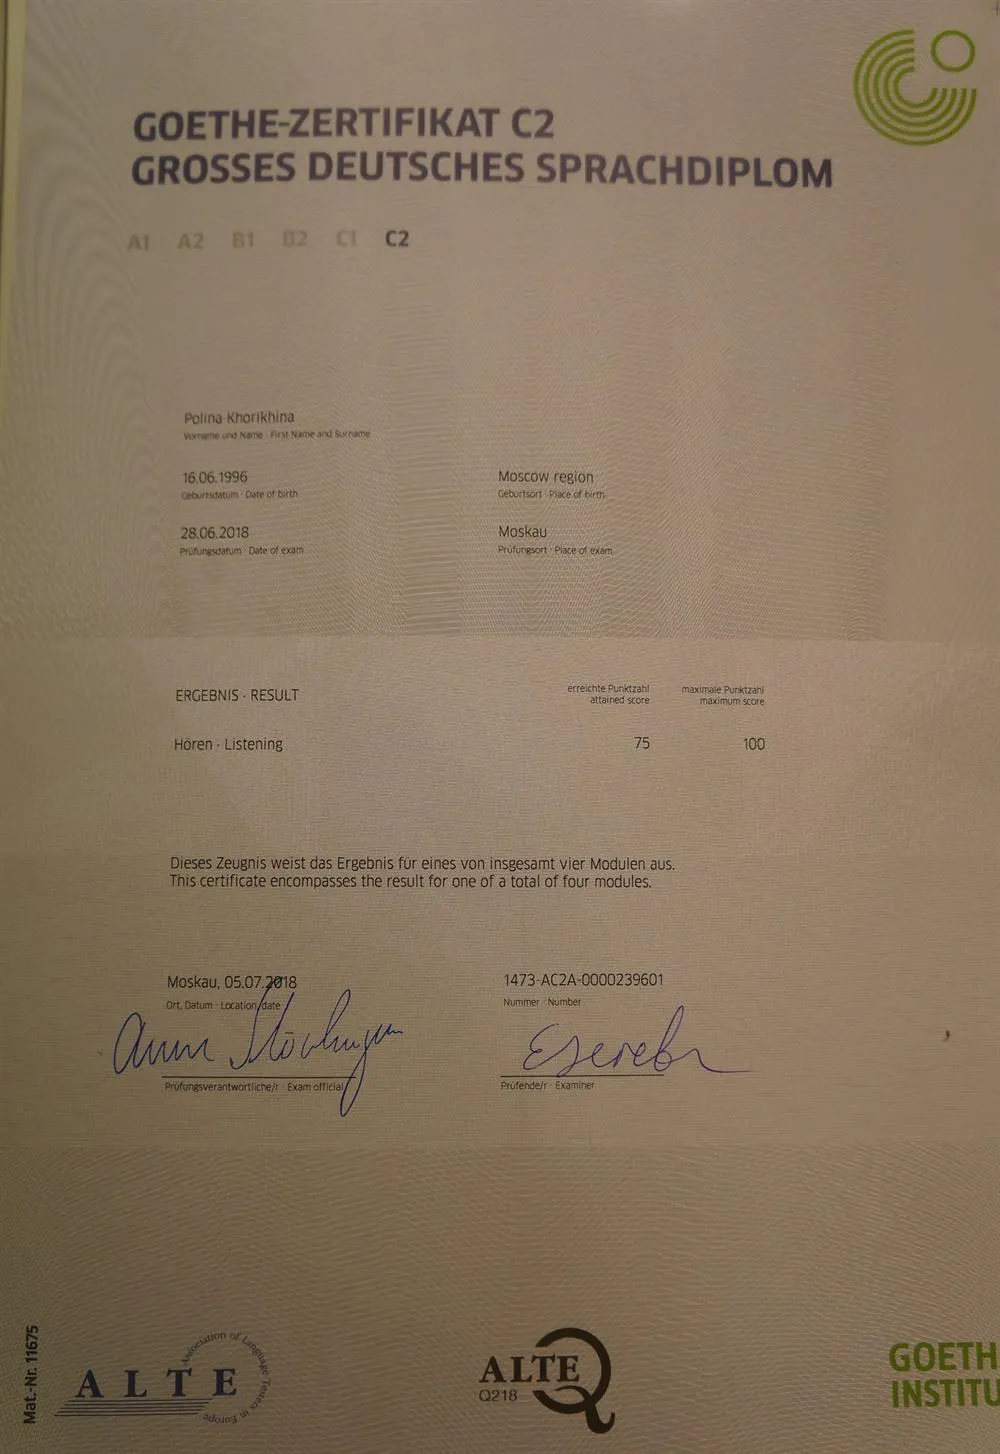 GOETHE-ZERTIFIKAT C2
GROSSES DEUTSCHES SPRACHDIPLOM
A1 A2 B1 B2 C1 C2
Polina Khorikhina
Vorname und Name · First Name and Surname
16.06.1996 Moscow region
Geburtsdatum · Date of birth Geburtsort · Place of birth
28.06.2018 Moskau
Prüfungsdatum · Date of exam Prüfungsort · Place of exam
ERGEBNIS · RESULT
erreichte Punktzahl maximale Punktzahl
attained score maximum score
Hören · Listening 75 100
Dieses Zeugnis weist das Ergebnis für eines von insgesamt vier Modulen aus.
This certificate encompasses the result for one of a total of four modules.
Moskau, 05.07.2018 1473-AC2A-0000239601
Ort, Datum · Location/date Nummer · Number
Prüfungsverantwortliche/r · Exam official Prüfende/r · Examiner
Mat.-Nr. 11675
ALTE
Association of Language Testers in Europe
ALTE
Q218
GOETH
INSTITU